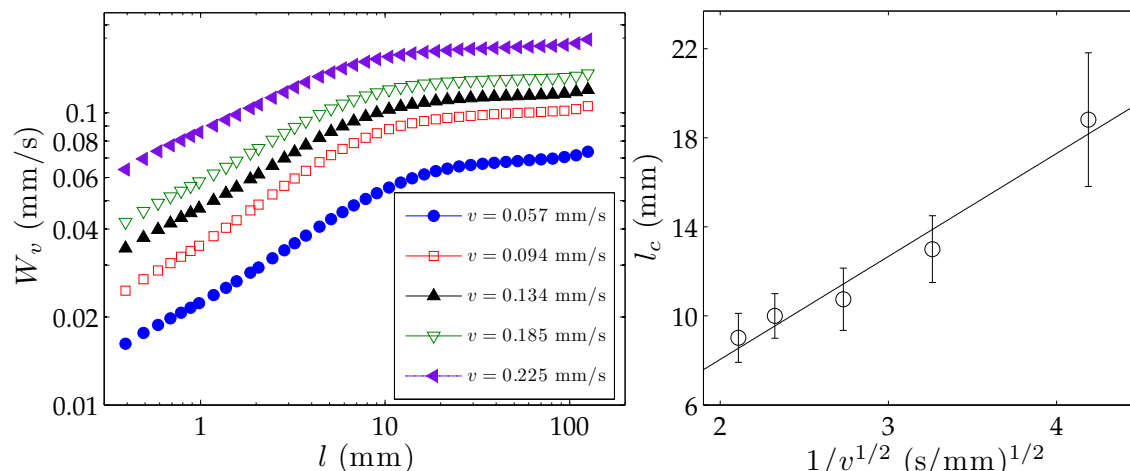 0.1
0.08
0.06
0.04
0.02
0.01
W_v (mm/s)
1
10
100
l (mm)
v = 0.057 mm/s
v = 0.094 mm/s
v = 0.134 mm/s
v = 0.185 mm/s
v = 0.225 mm/s
22
18
14
10
6
l_c (mm)
2
3
4
1/v^{1/2} (s/mm)^{1/2}